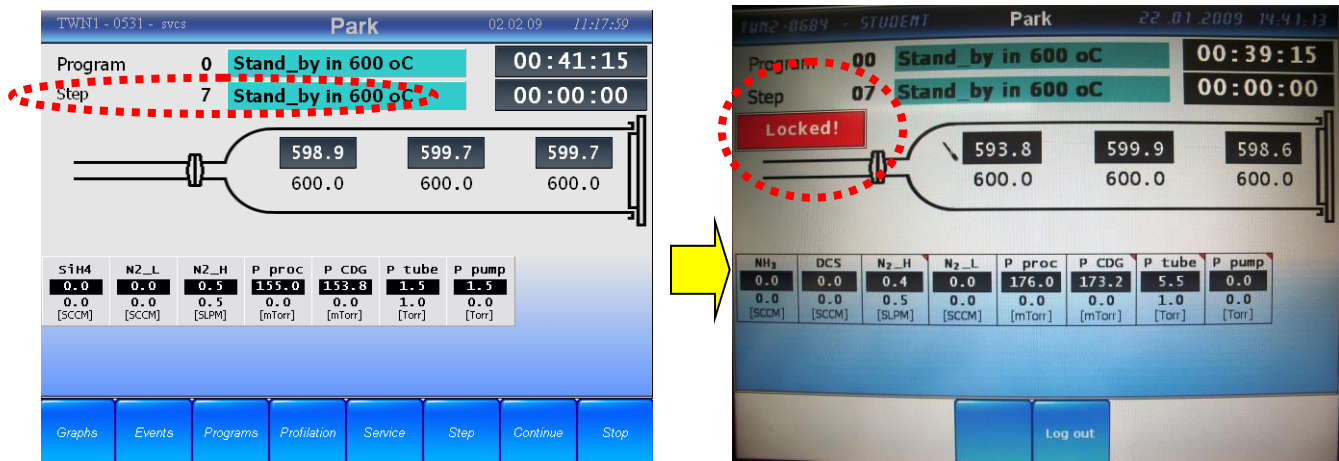 TWN1 - 0531 - svcs Park 02.02.09 11:17:59
Program 0 Stand_by in 600 oC 00:41:15
Step 7 Stand_by in 600 oC 00:00:00
598.9 599.7 599.7
600.0 600.0 600.0
SiH4 N2_L N2_H P proc P CDG P tube P pump
0.0 0.0 0.5 155.0 153.8 1.5 1.5
0.0 0.0 0.5 0.0 0.0 1.0 0.0
[SCCM] [SCCM] [SLPM] [mTorr] [mTorr] [Torr] [Torr]
Graphs Events Programs Profilation Service Step Continue Stop
TWN2-0684 - STUDENT Park 22.01.2009 14:41:13
Program 00 Stand_by in 600 oC 00:39:15
Step 07 Stand_by in 600 oC 00:00:00
Locked!
593.8 599.9 598.6
600.0 600.0 600.0
NH₃ DCS N₂_H N₂_L P proc P CDG P tube P pump
0.0 0.0 0.4 0.0 176.0 173.2 5.5 0.0
0.0 0.0 0.5 0.0 0.0 0.0 1.0 0.0
[SCCM] [SCCM] [SLPM] [SCCM] [mTorr] [mTorr] [Torr] [Torr]
Log out